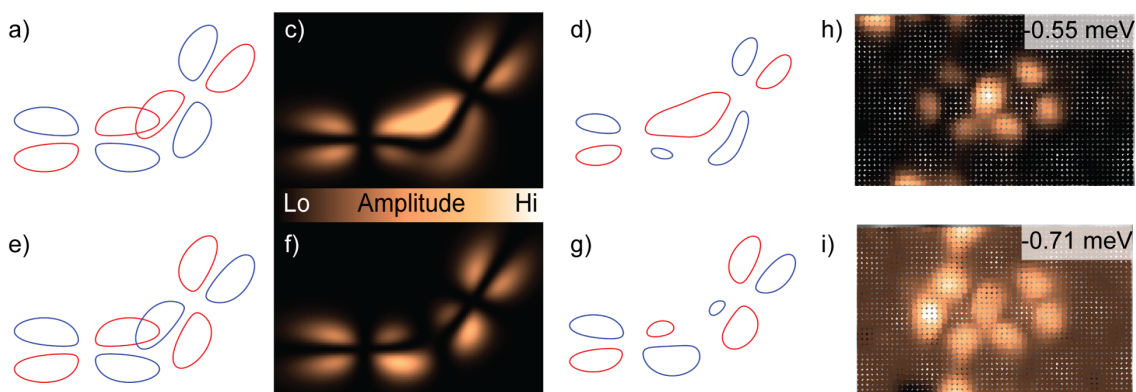 a)
c)
d)
h)
-0.55 meV
Lo Amplitude Hi
e)
f)
g)
i)
-0.71 meV